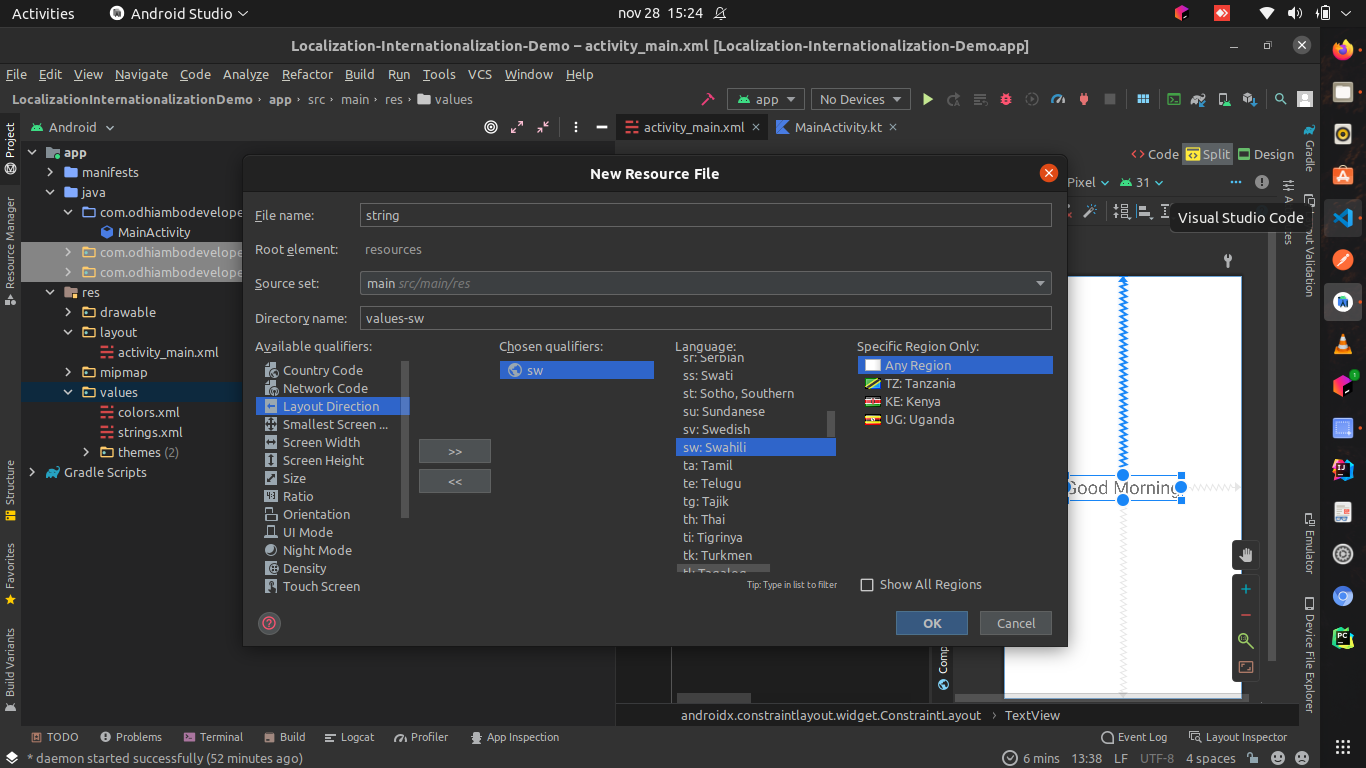 Activities
Android Studio
nov 28 15:24
Localization-Internationalization-Demo – activity_main.xml [Localization-Internationalization-Demo.app]
File Edit View Navigate Code Analyze Refactor Build Run Tools VCS Window Help
LocalizationInternationalizationDemo › app › src › main › res › values
app
No Devices
Android
activity_main.xml
MainActivity.kt
Code Split Design
Pixel
31
Visual Studio Code
app
manifests
java
com.odhiambodevelope
MainActivity
com.odhiambodevelope
com.odhiambodevelope
res
drawable
layout
activity_main.xml
mipmap
values
colors.xml
strings.xml
themes (2)
Gradle Scripts
Project
Resource Manager
Structure
Favorites
Build Variants
New Resource File
File name:
string
Root element:
resources
Source set:
main src/main/res
Directory name:
values-sw
Available qualifiers:
Country Code
Network Code
Layout Direction
Smallest Screen ...
Screen Width
Screen Height
Size
Ratio
Orientation
UI Mode
Night Mode
Density
Touch Screen
>>
<<
Chosen qualifiers:
sw
Language:
sr: Serbian
ss: Swati
st: Sotho, Southern
su: Sundanese
sv: Swedish
sw: Swahili
ta: Tamil
te: Telugu
tg: Tajik
th: Thai
ti: Tigrinya
tk: Turkmen
Tip: Type in list to filter
Specific Region Only:
Any Region
TZ: Tanzania
KE: Kenya
UG: Uganda
Show All Regions
OK
Cancel
Good Morning,
Comp
Gradle
Layout Validation
Emulator
Device File Explorer
androidx.constraintlayout.widget.ConstraintLayout › TextView
TODO Problems Terminal Build Logcat Profiler App Inspection
Event Log Layout Inspector
* daemon started successfully (52 minutes ago)
6 mins 13:38 LF UTF-8 4 spaces